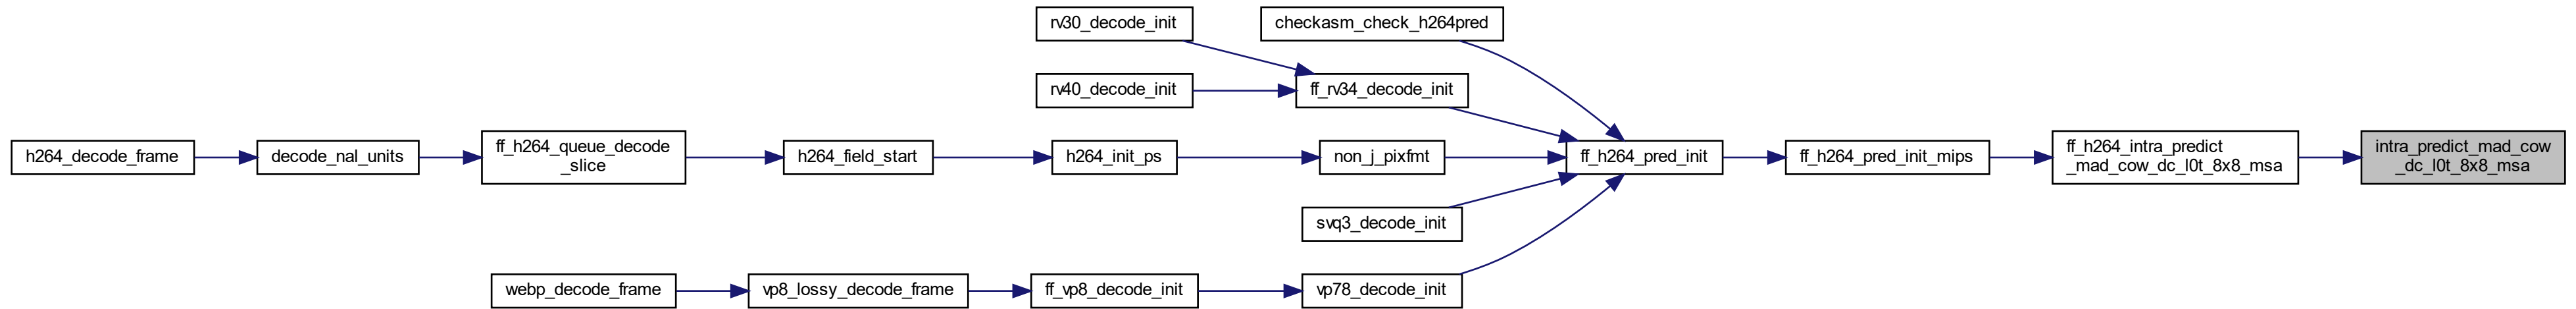 rv30_decode_init
checkasm_check_h264pred
rv40_decode_init
ff_rv34_decode_init
h264_decode_frame
decode_nal_units
ff_h264_queue_decode
_slice
h264_field_start
h264_init_ps
non_j_pixfmt
ff_h264_pred_init
ff_h264_pred_init_mips
ff_h264_intra_predict
_mad_cow_dc_l0t_8x8_msa
intra_predict_mad_cow
_dc_l0t_8x8_msa
svq3_decode_init
webp_decode_frame
vp8_lossy_decode_frame
ff_vp8_decode_init
vp78_decode_init